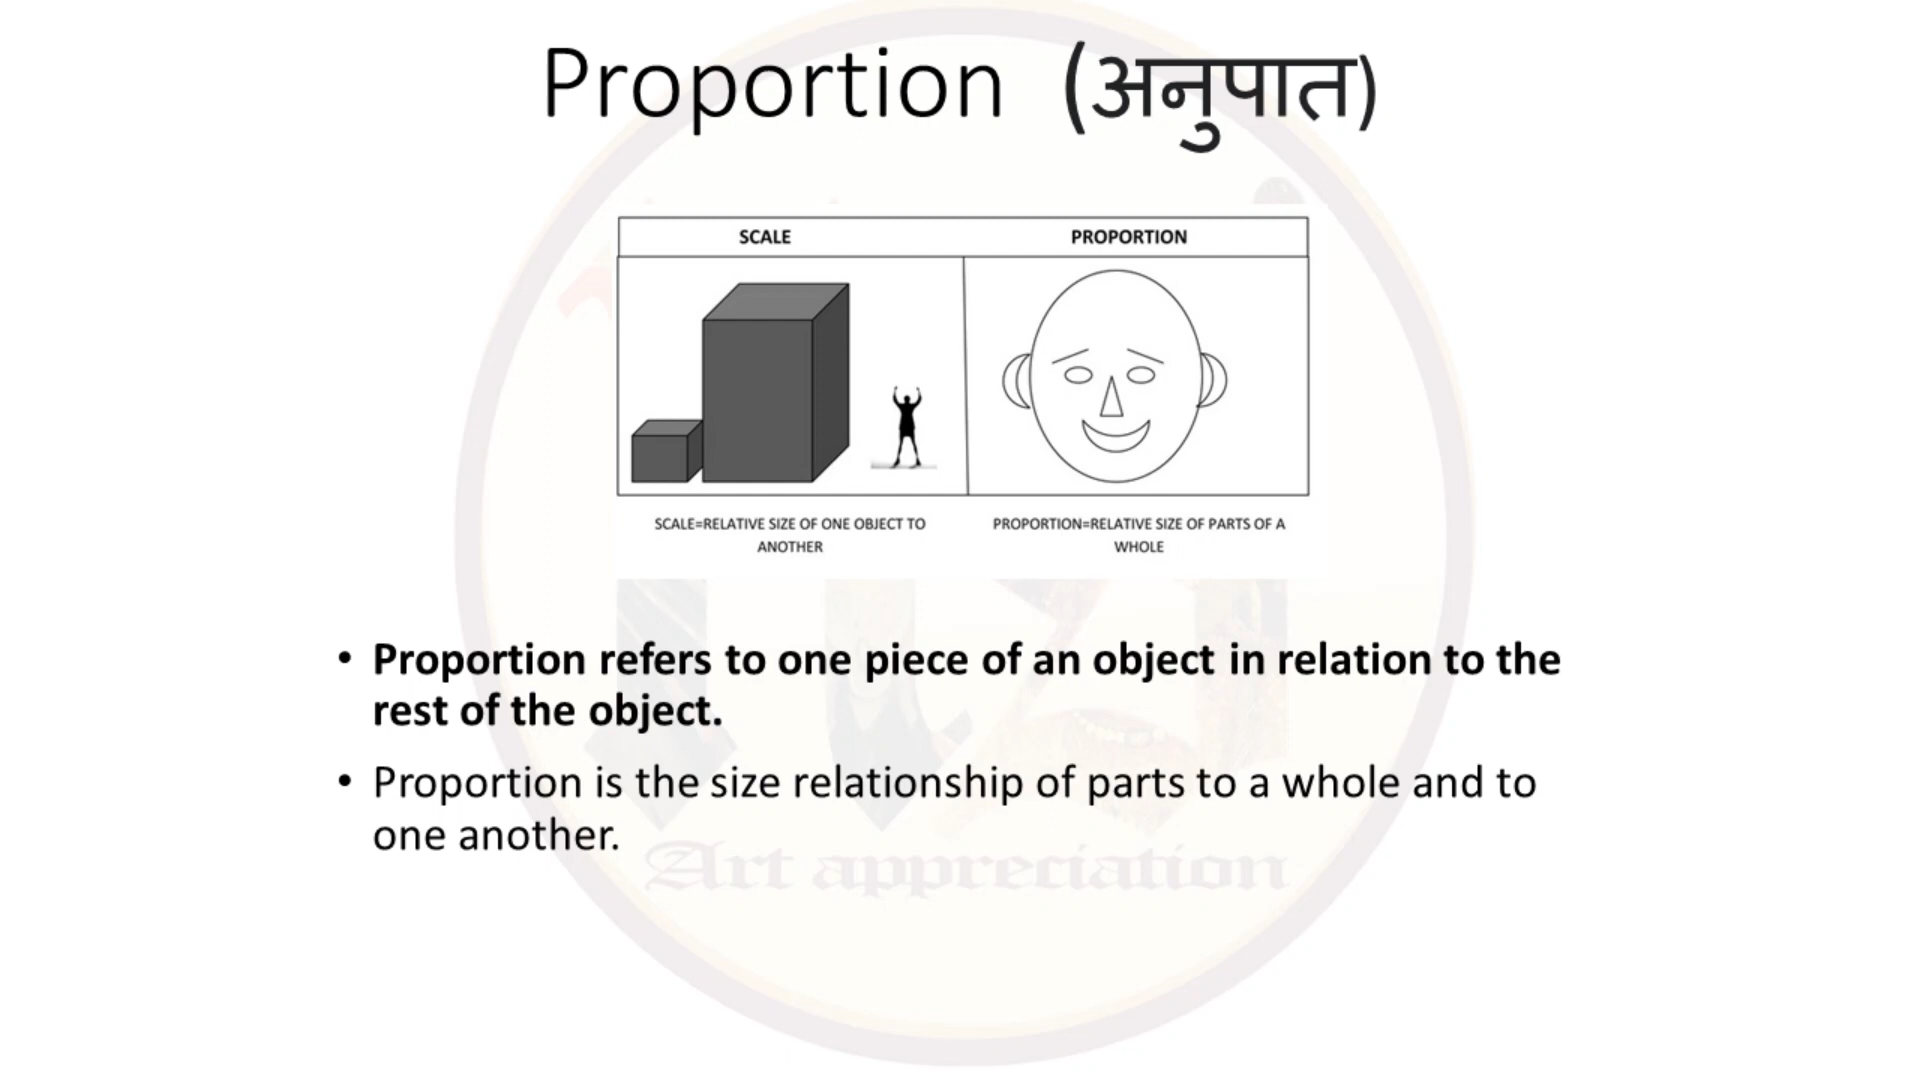 Proportion (अनुपात)
SCALE
PROPORTION
SCALE=RELATIVE SIZE OF ONE OBJECT TO
ANOTHER
PROPORTION=RELATIVE SIZE OF PARTS OF A
WHOLE
• Proportion refers to one piece of an object in relation to the
rest of the object.
• Proportion is the size relationship of parts to a whole and to
one another.
Art appreciation